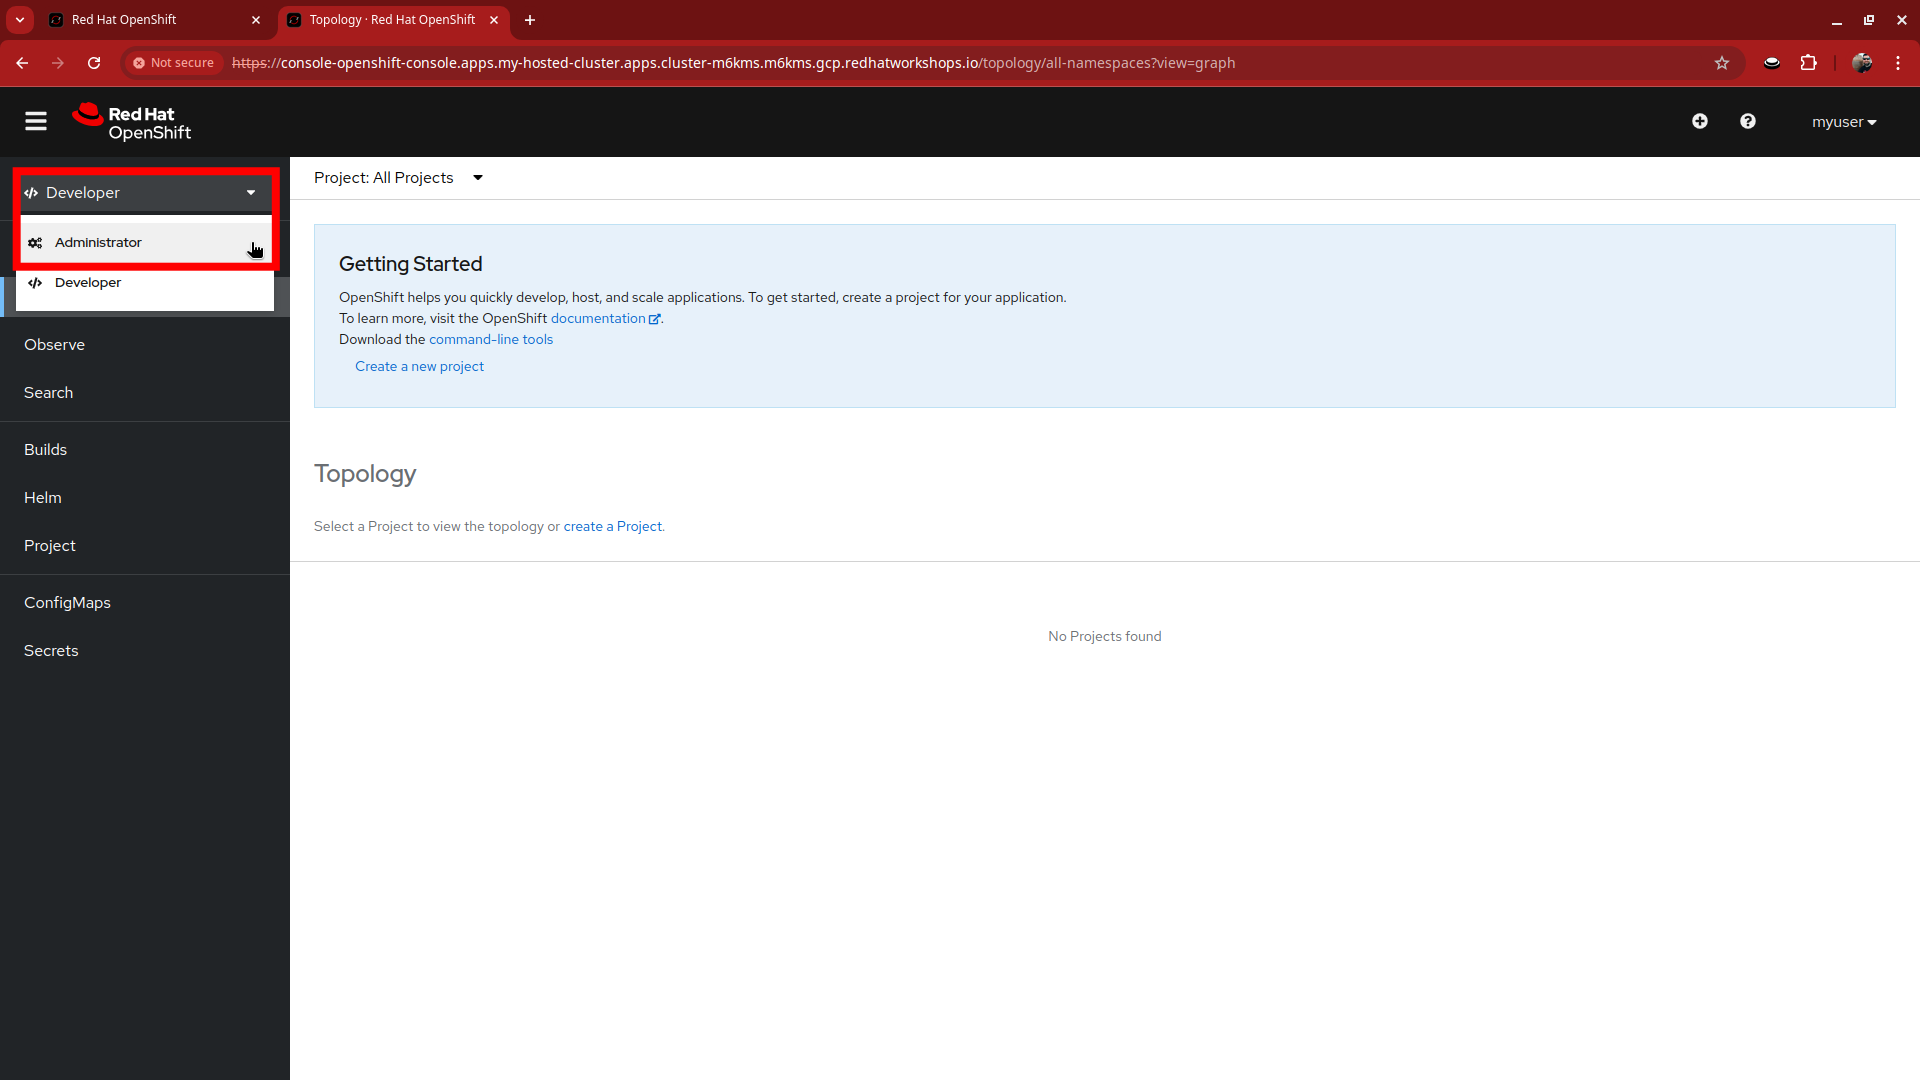 Red Hat OpenShift
Topology · Red Hat OpenShift
Not secure
https://console-openshift-console.apps.my-hosted-cluster.apps.cluster-m6kms.m6kms.gcp.redhatworkshops.io/topology/all-namespaces?view=graph
Red Hat
OpenShift
myuser
Developer
Administrator
Developer
Observe
Search
Builds
Helm
Project
ConfigMaps
Secrets
Project: All Projects
Getting Started
OpenShift helps you quickly develop, host, and scale applications. To get started, create a project for your application.
To learn more, visit the OpenShift documentation.
Download the command-line tools
Create a new project
Topology
Select a Project to view the topology or create a Project.
No Projects found